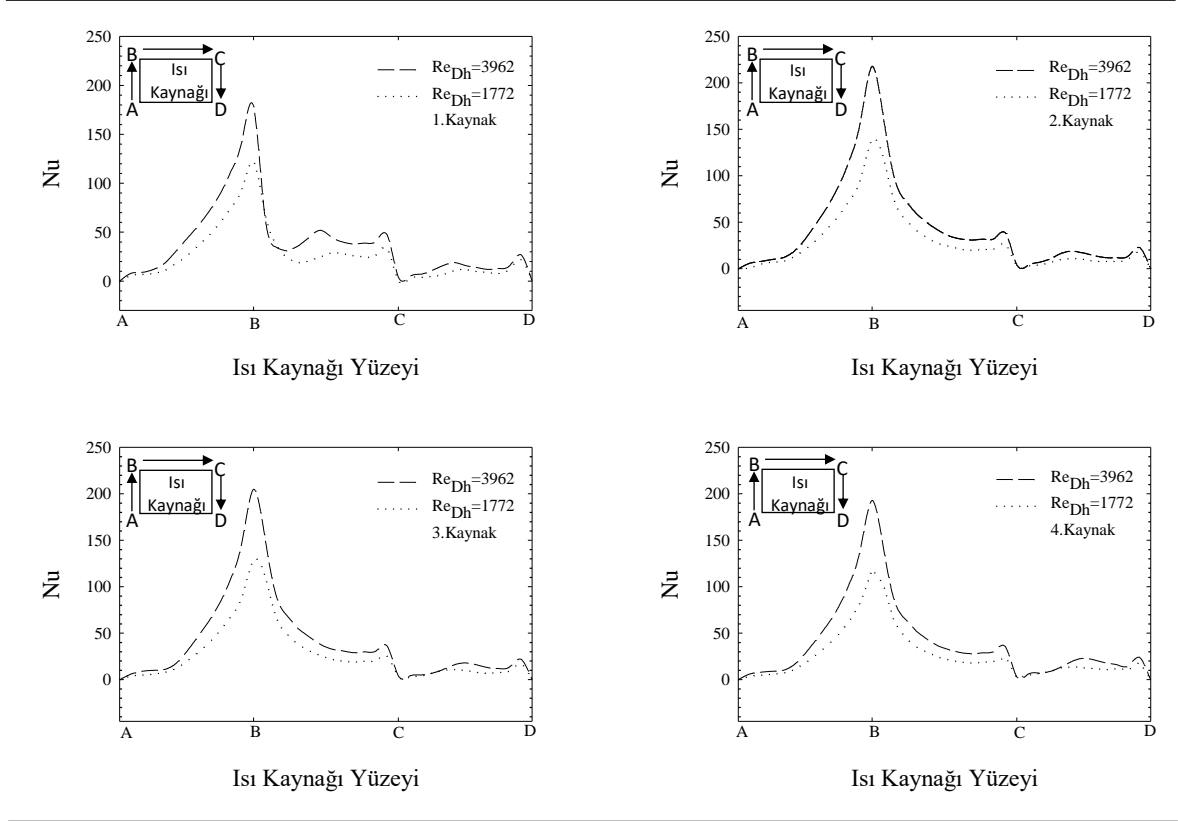 250
200
150
100
50
0
Nu
B
C
Isı
Kaynağı
A
D
Re_Dh=3962
Re_Dh=1772
1.Kaynak
A
B
C
D
Isı Kaynağı Yüzeyi
250
200
150
100
50
0
Nu
B
C
Isı
Kaynağı
A
D
Re_Dh=3962
Re_Dh=1772
2.Kaynak
A
B
C
D
Isı Kaynağı Yüzeyi
250
200
150
100
50
0
Nu
B
C
Isı
Kaynağı
A
D
Re_Dh=3962
Re_Dh=1772
3.Kaynak
A
B
C
D
Isı Kaynağı Yüzeyi
250
200
150
100
50
0
Nu
B
C
Isı
Kaynağı
A
D
Re_Dh=3962
Re_Dh=1772
4.Kaynak
A
B
C
D
Isı Kaynağı Yüzeyi